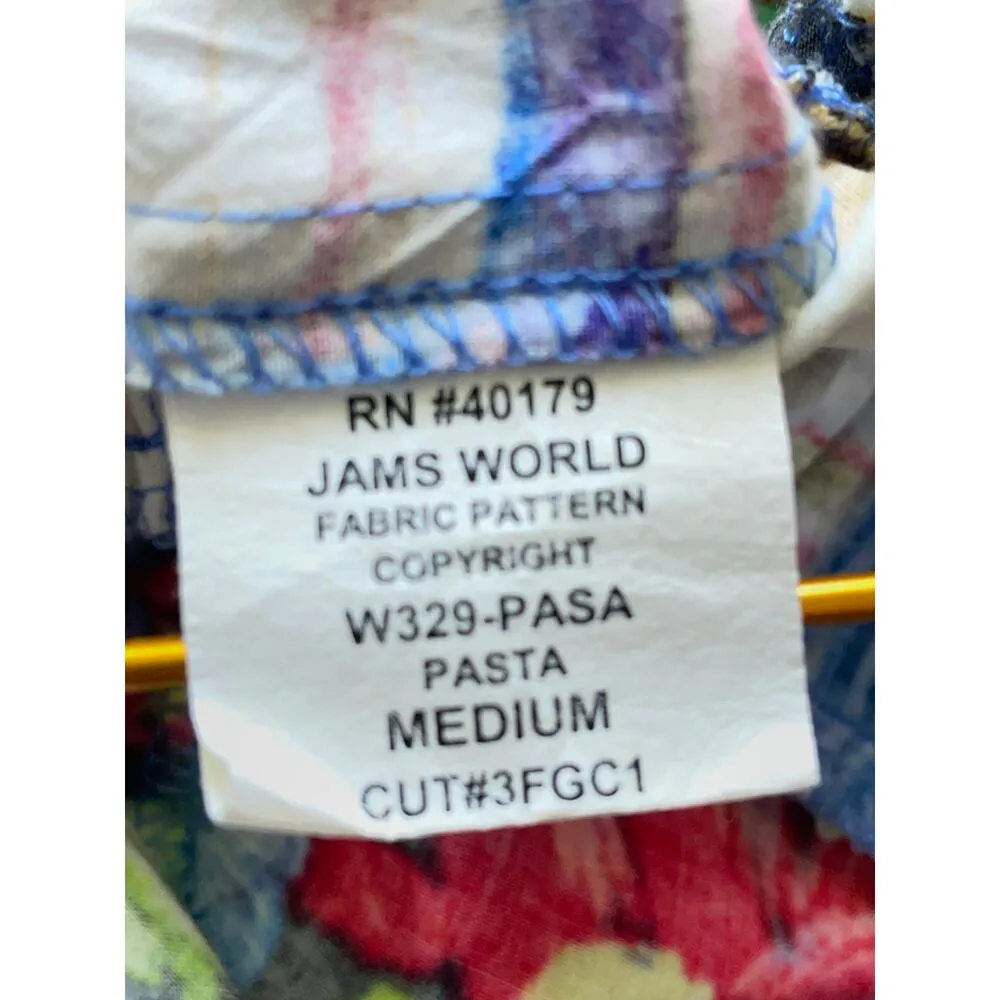 RN #40179
JAMS WORLD
FABRIC PATTERN
COPYRIGHT
W329-PASA
PASTA
MEDIUM
CUT#3FGC1